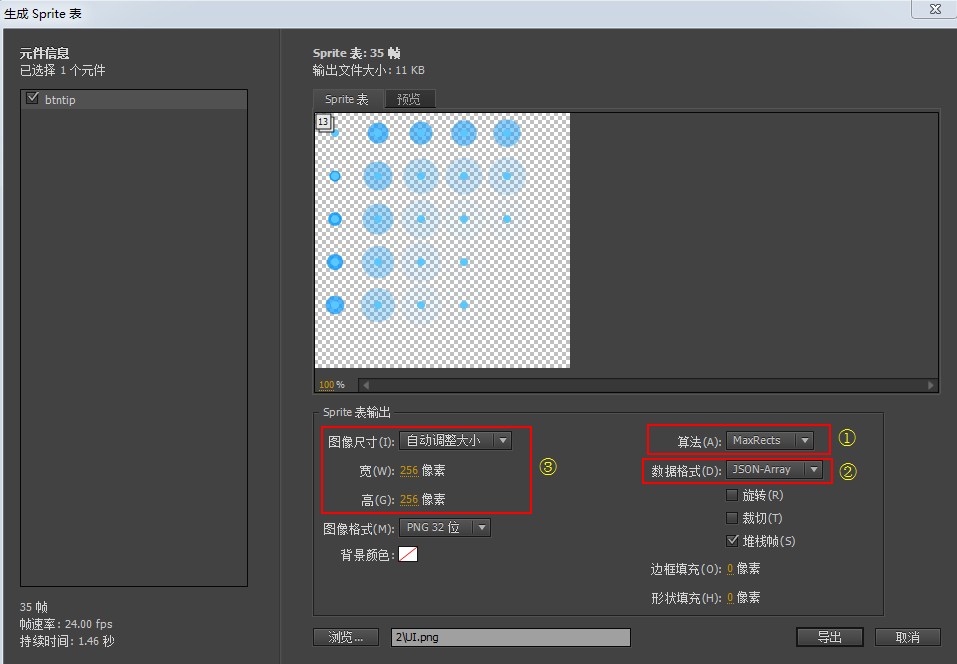 生成 Sprite 表
元件信息
已选择 1 个元件
btntip
35 帧
帧速率: 24.00 fps
持续时间: 1.46 秒
Sprite 表: 35 帧
输出文件大小: 11 KB
Sprite 表 预览
13
100 %
Sprite 表输出
图像尺寸(I): 自动调整大小
宽(W): 256 像素
高(G): 256 像素
③
图像格式(M): PNG 32 位
背景颜色:
算法(A): MaxRects ①
数据格式(D): JSON-Array ②
旋转(R)
裁切(T)
堆栈帧(S)
边框填充(O): 0 像素
形状填充(H): 0 像素
浏览... 2\UI.png
导出 取消